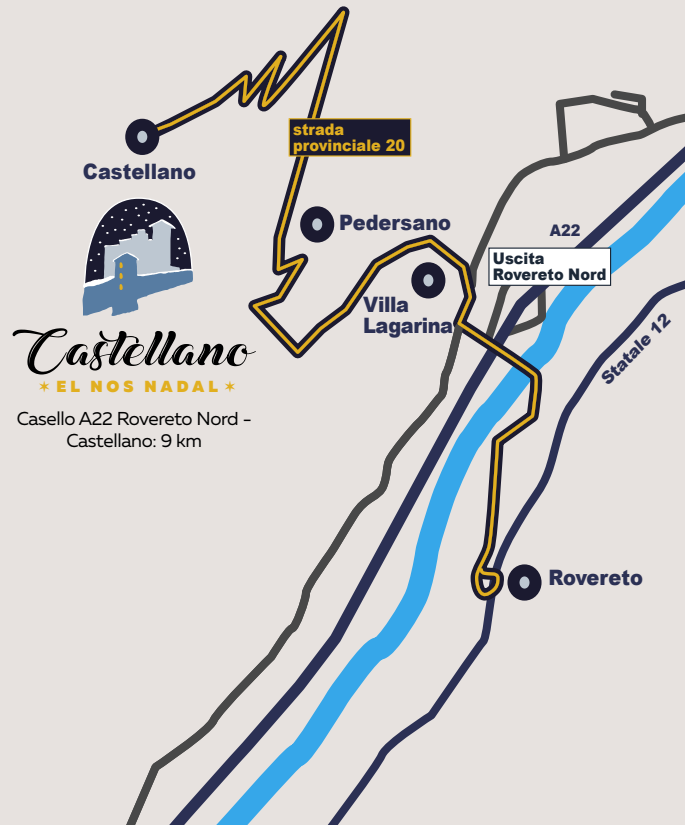 strada
provinciale 20
Castellano
Pedersano
A22
Uscita
Rovereto Nord
Villa
Lagarina
Statale 12
Castellano
✶ EL NOS NADAL ✶
Casello A22 Rovereto Nord -
Castellano: 9 km
Rovereto